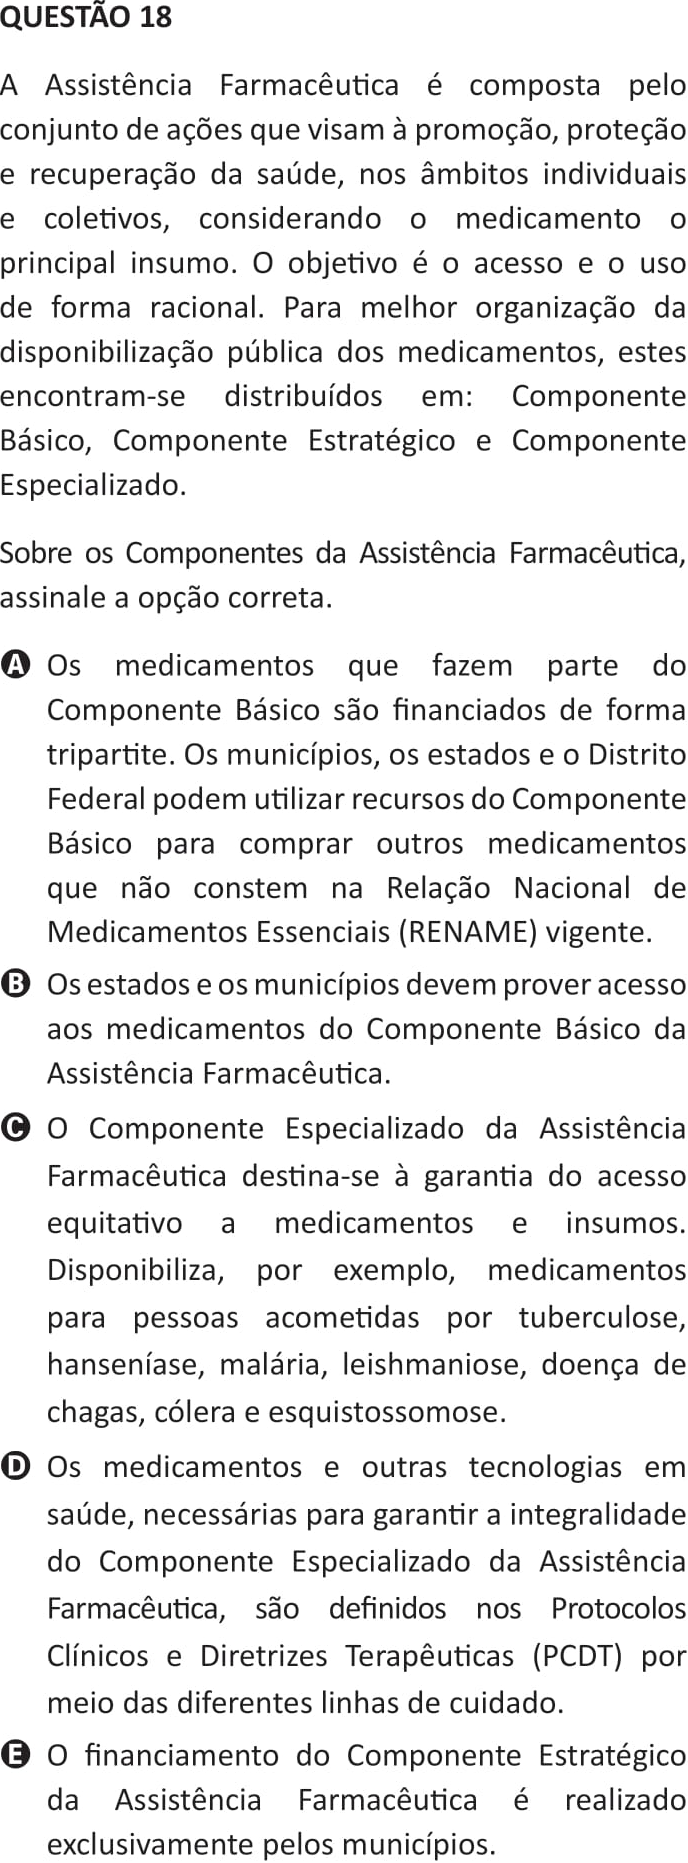 QUESTÃO 18
A Assistência Farmacêutica é composta pelo
conjunto de ações que visam à promoção, proteção
e recuperação da saúde, nos âmbitos individuais
e coletivos, considerando o medicamento o
principal insumo. O objetivo é o acesso e o uso
de forma racional. Para melhor organização da
disponibilização pública dos medicamentos, estes
encontram-se distribuídos em: Componente
Básico, Componente Estratégico e Componente
Especializado.
Sobre os Componentes da Assistência Farmacêutica,
assinale a opção correta.
A Os medicamentos que fazem parte do
Componente Básico são financiados de forma
tripartite. Os municípios, os estados e o Distrito
Federal podem utilizar recursos do Componente
Básico para comprar outros medicamentos
que não constem na Relação Nacional de
Medicamentos Essenciais (RENAME) vigente.
B Os estados e os municípios devem prover acesso
aos medicamentos do Componente Básico da
Assistência Farmacêutica.
C O Componente Especializado da Assistência
Farmacêutica destina-se à garantia do acesso
equitativo a medicamentos e insumos.
Disponibiliza, por exemplo, medicamentos
para pessoas acometidas por tuberculose,
hanseníase, malária, leishmaniose, doença de
chagas, cólera e esquistossomose.
D Os medicamentos e outras tecnologias em
saúde, necessárias para garantir a integralidade
do Componente Especializado da Assistência
Farmacêutica, são definidos nos Protocolos
Clínicos e Diretrizes Terapêuticas (PCDT) por
meio das diferentes linhas de cuidado.
E O financiamento do Componente Estratégico
da Assistência Farmacêutica é realizado
exclusivamente pelos municípios.